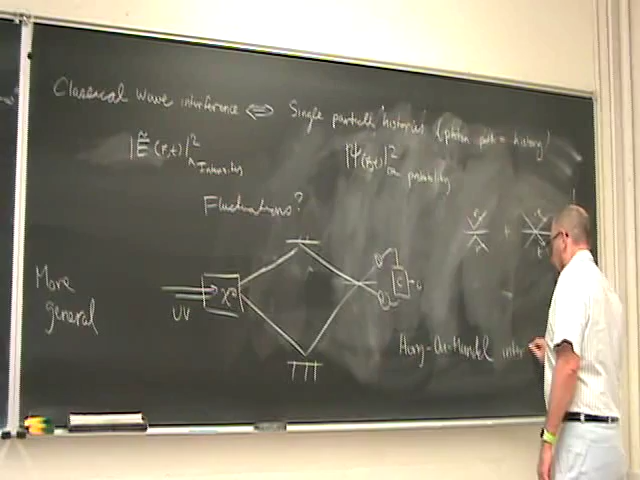 Classical wave interference ⟺ Single particle 'histories' (photon path = history)
|Ẽ(r,t)|² Intensity
|Ψ(r,t)|² probability
Fluctuations?
More
general
UV
C
Hong-Ou-Mandel inter